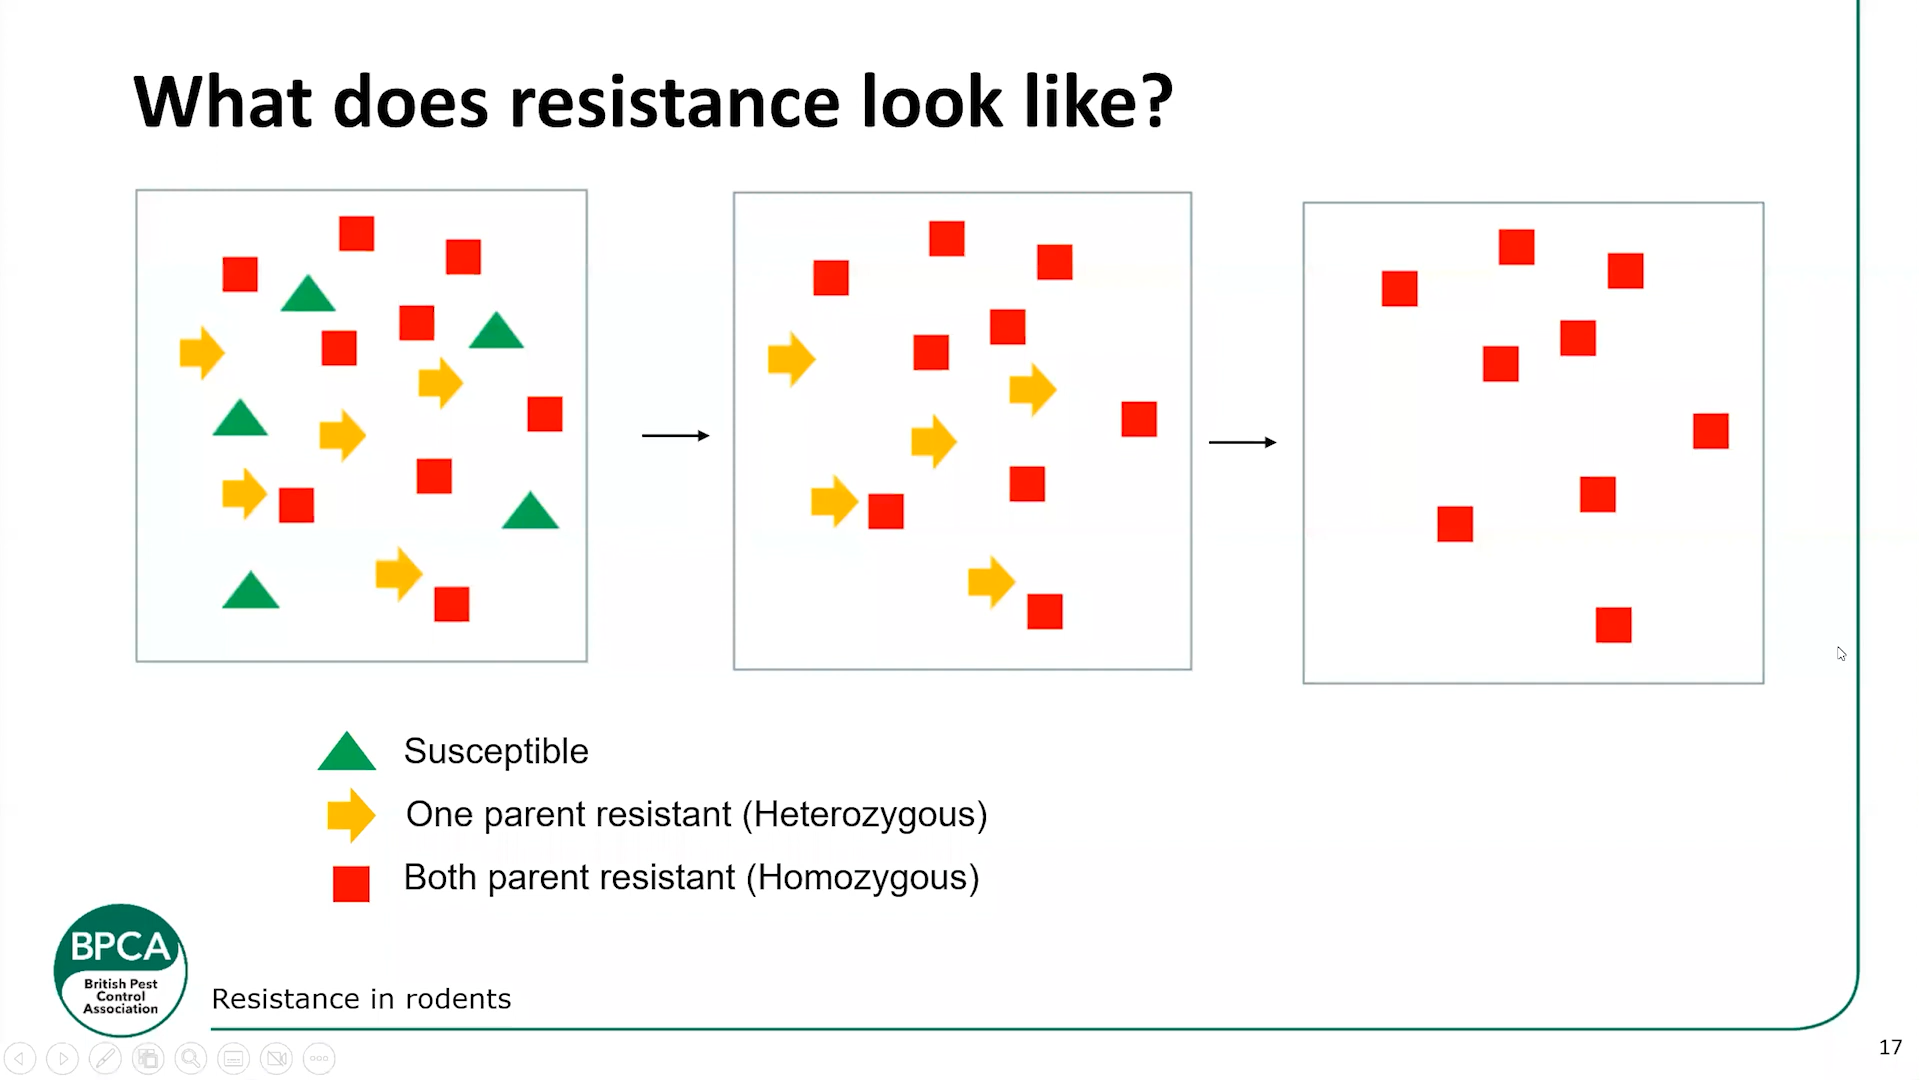 What does resistance look like?
Susceptible
One parent resistant (Heterozygous)
Both parent resistant (Homozygous)
BPCA
British Pest
Control
Association
Resistance in rodents
17